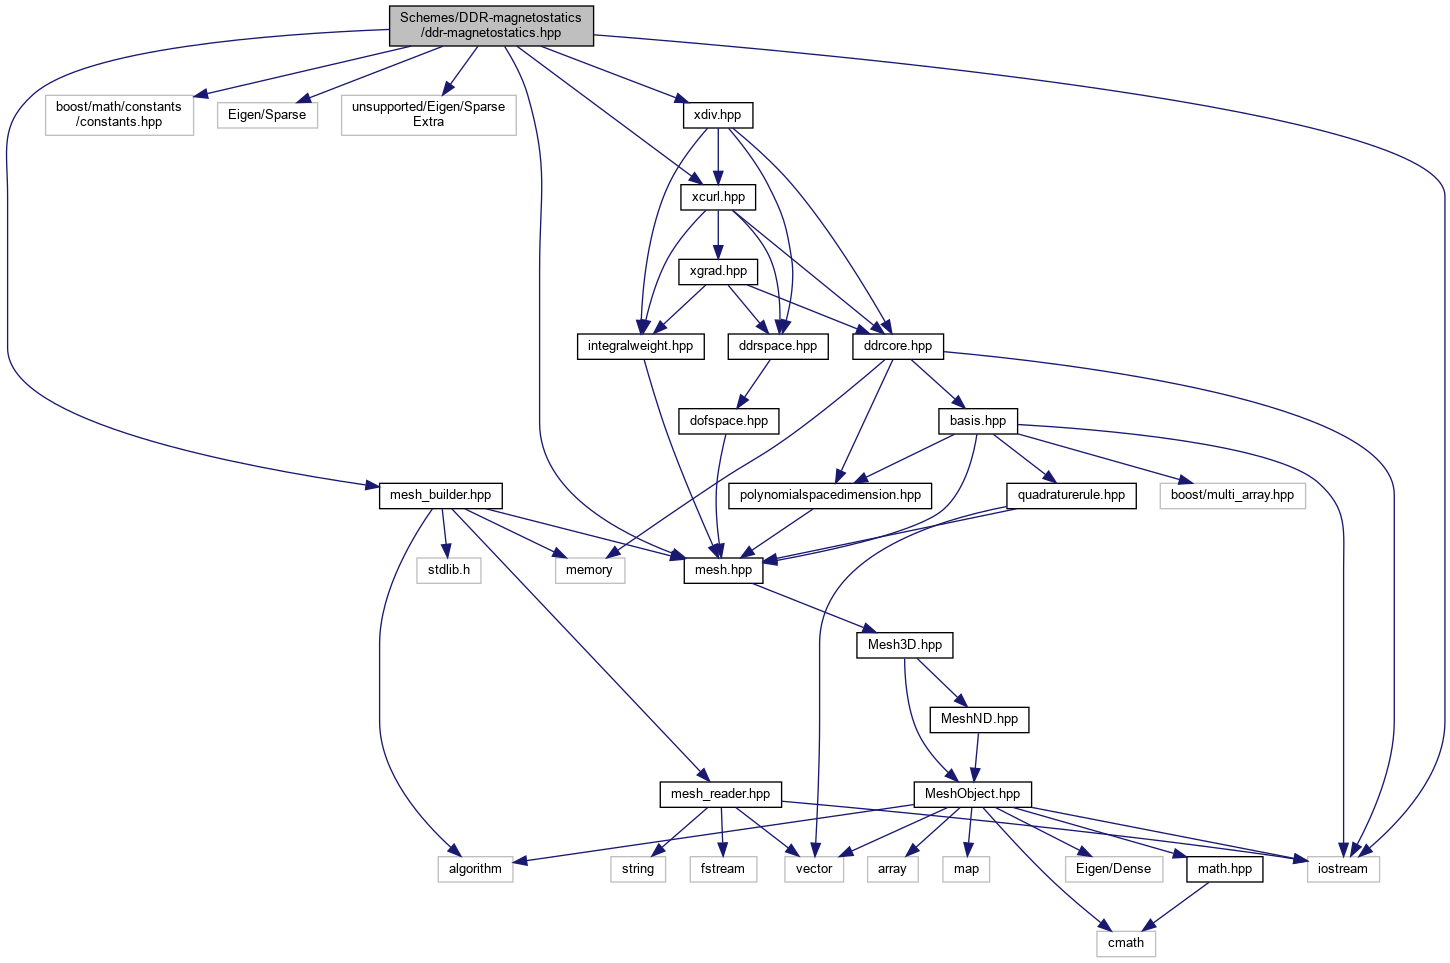 Schemes/DDR-magnetostatics
/ddr-magnetostatics.hpp
boost/math/constants
/constants.hpp
Eigen/Sparse
unsupported/Eigen/Sparse
Extra
xdiv.hpp
xcurl.hpp
xgrad.hpp
integralweight.hpp
ddrspace.hpp
ddrcore.hpp
dofspace.hpp
basis.hpp
mesh_builder.hpp
polynomialspacedimension.hpp
quadraturerule.hpp
boost/multi_array.hpp
stdlib.h
memory
mesh.hpp
Mesh3D.hpp
MeshND.hpp
mesh_reader.hpp
MeshObject.hpp
algorithm
string
fstream
vector
array
map
Eigen/Dense
math.hpp
iostream
cmath